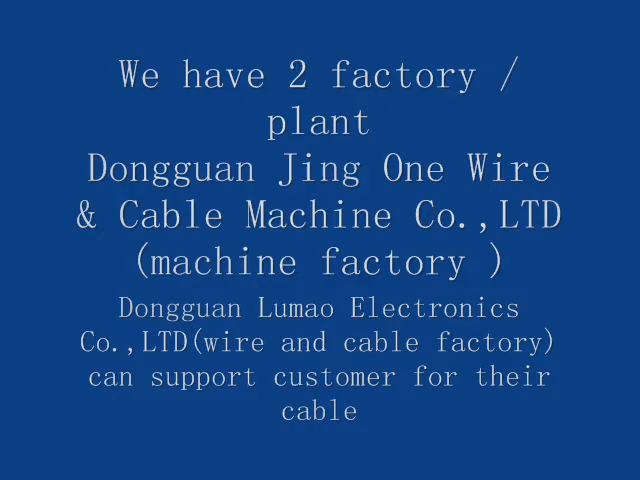 We have 2 factory /
plant
Dongguan Jing One Wire
& Cable Machine Co.,LTD
(machine factory )
Dongguan Lumao Electronics
Co.,LTD(wire and cable factory)
can support customer for their
cable